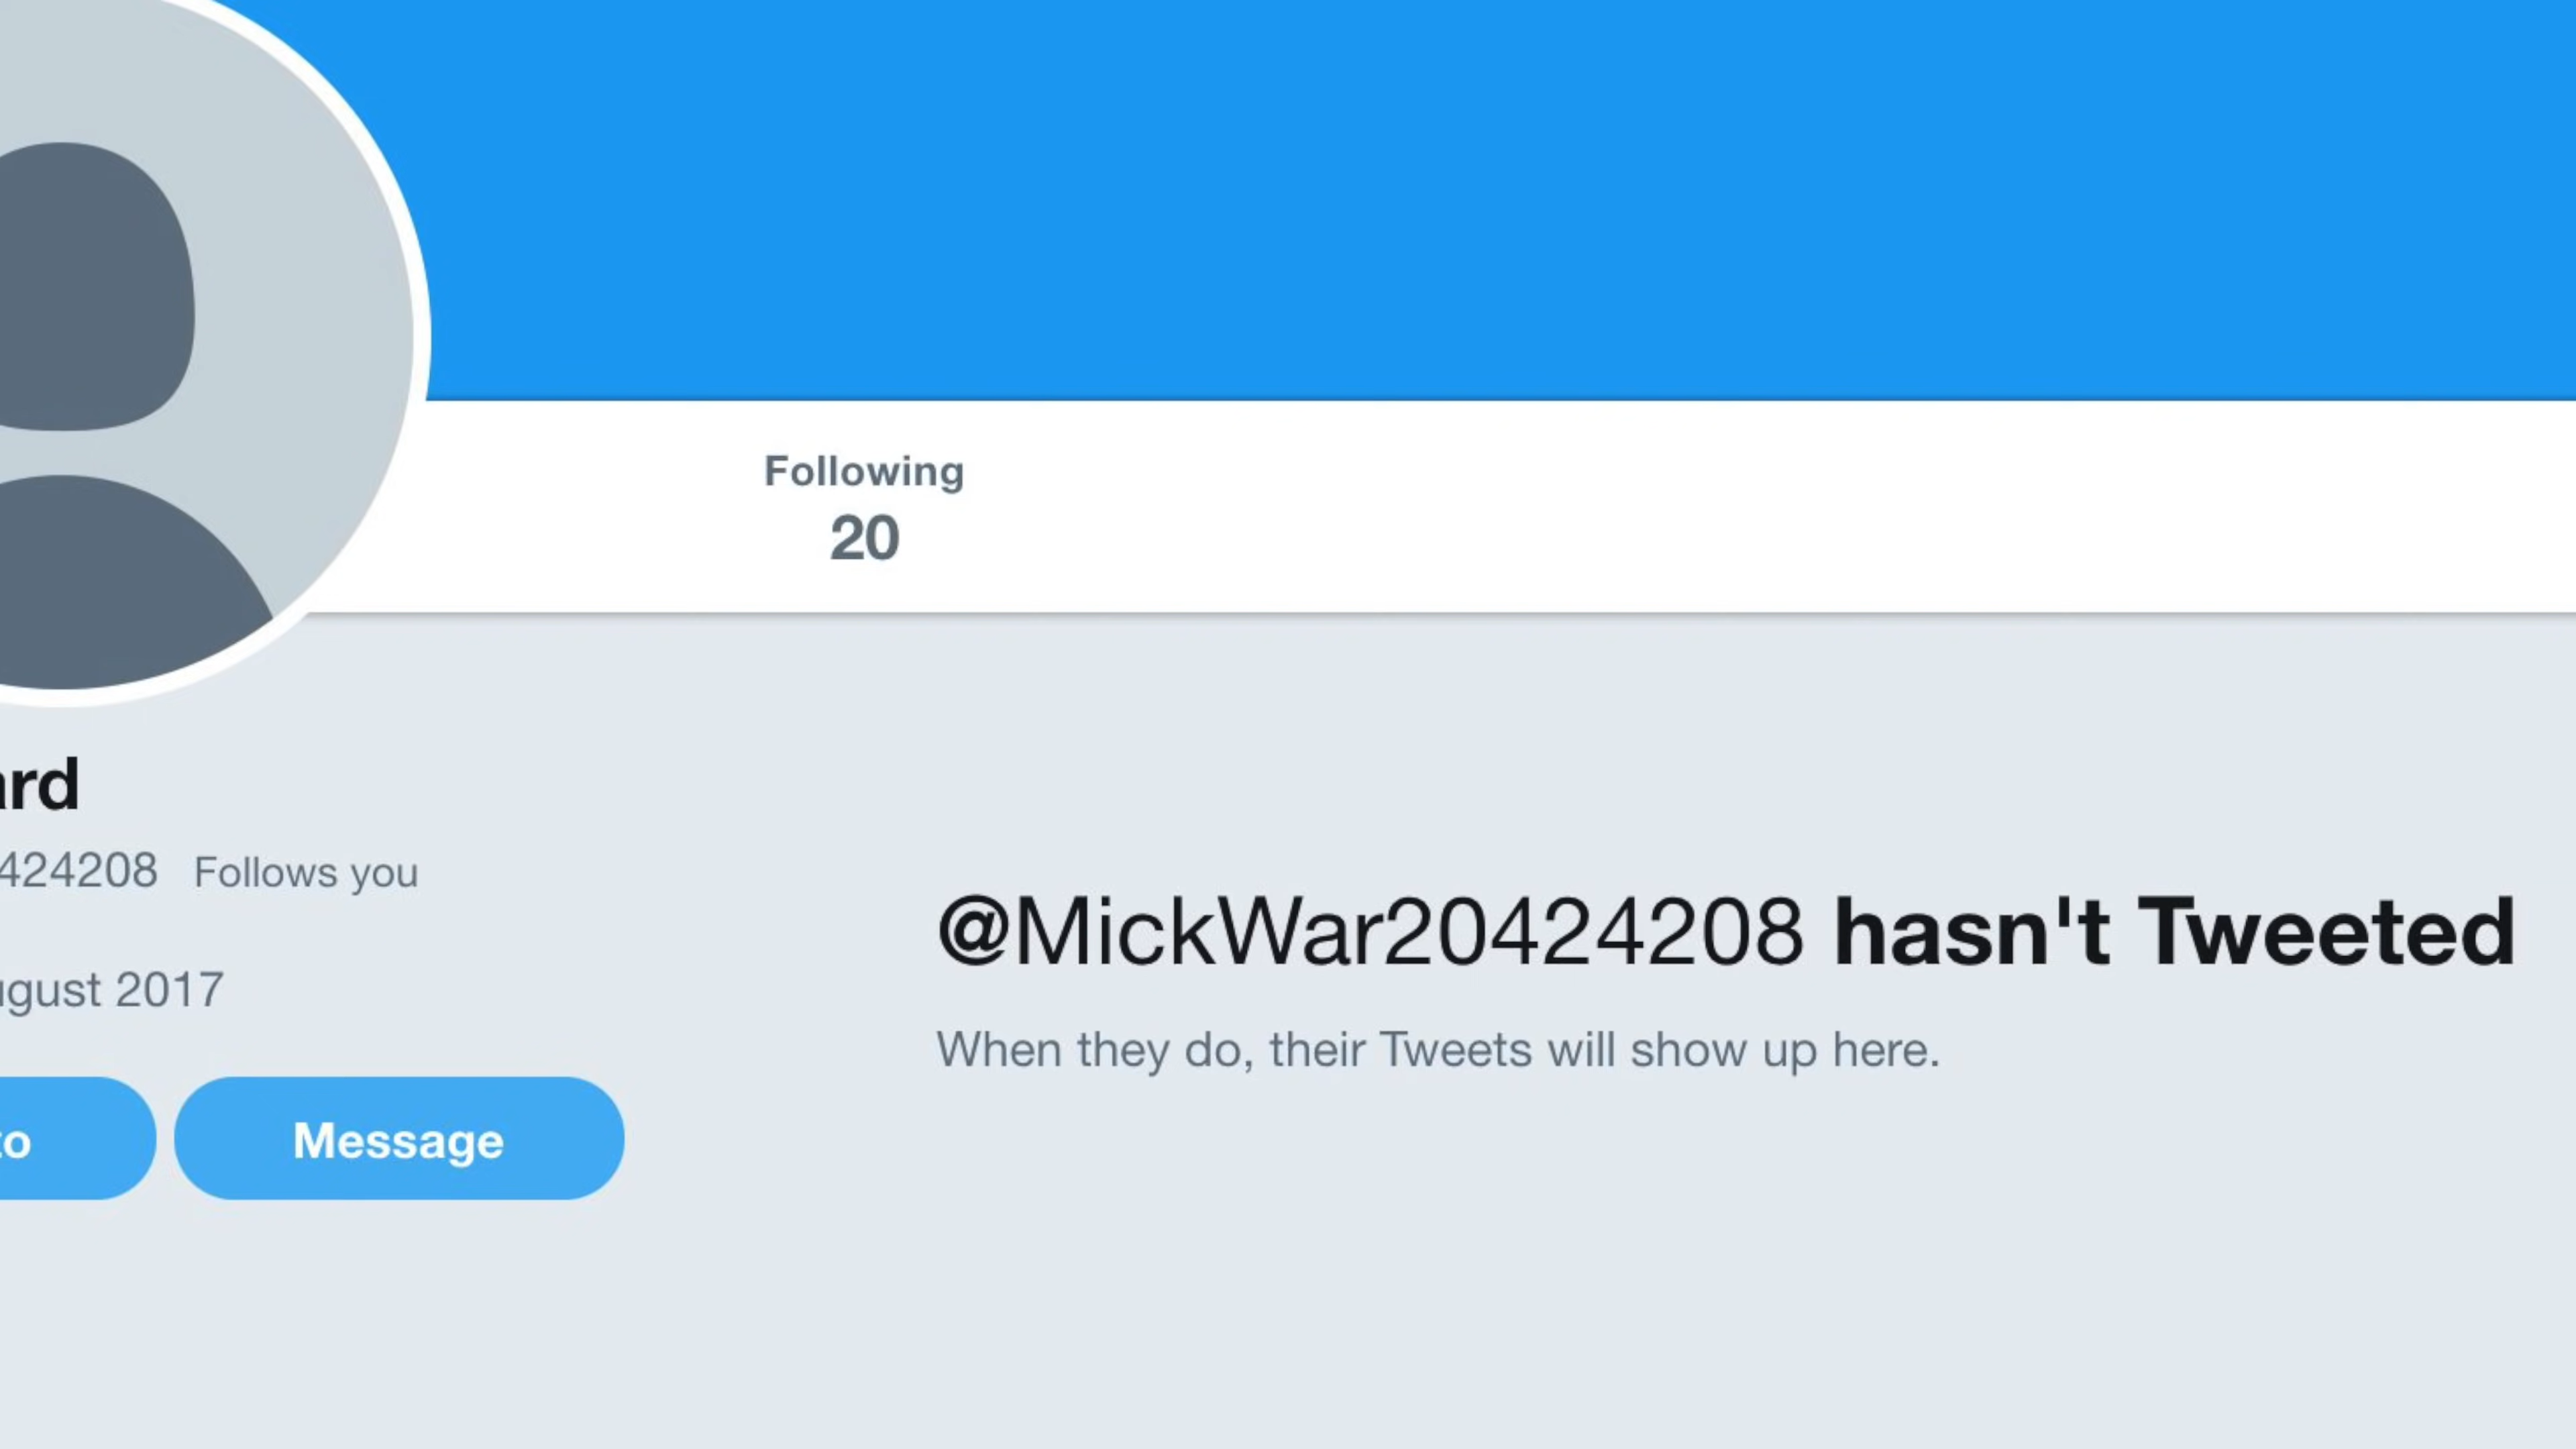 Following
20
ard
424208 Follows you
@MickWar20424208 hasn't Tweeted
ugust 2017
When they do, their Tweets will show up here.
to Message